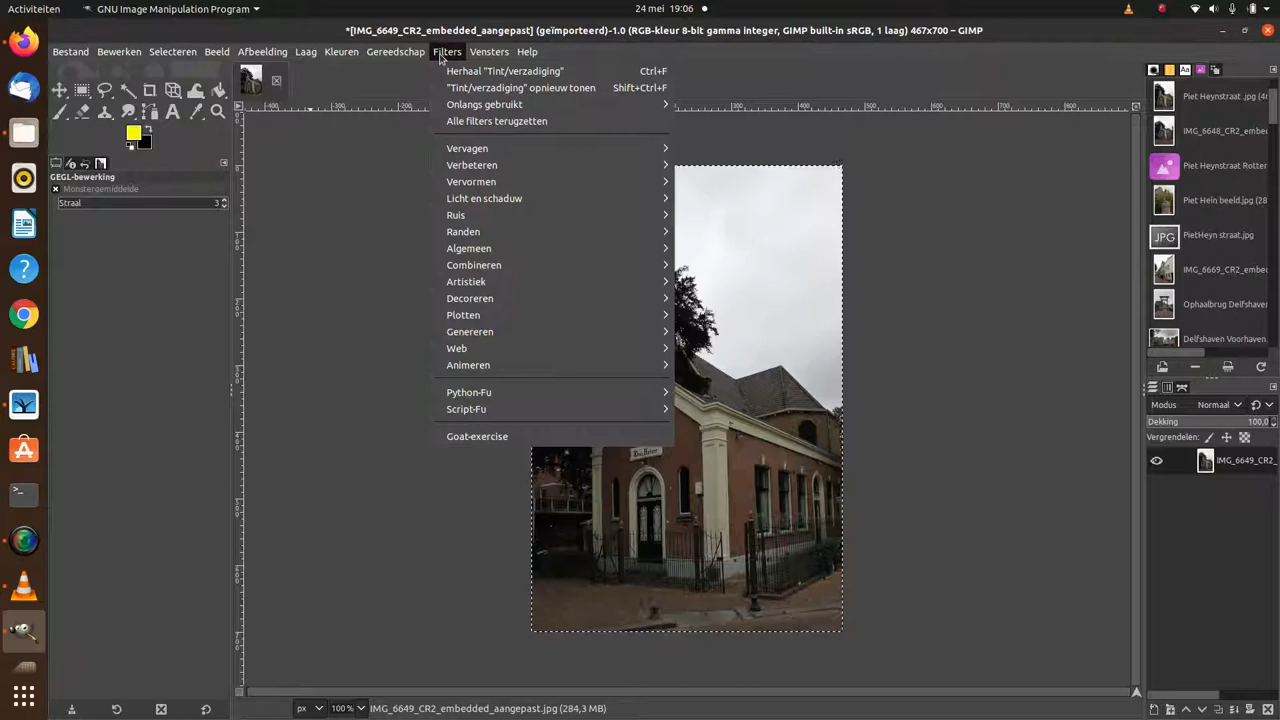 Activiteiten
GNU Image Manipulation Program
24 mei 19:06
*[IMG_6649_CR2_embedded_aangepast] (geïmporteerd)-1.0 (RGB-kleur 8-bit gamma integer, GIMP built-in sRGB, 1 laag) 467x700 – GIMP
Bestand Bewerken Selecteren Beeld Afbeelding Laag Kleuren Gereedschap Filters Vensters Help
GEGL-bewerking
Monstergemiddelde
Straal 3
Herhaal "Tint/verzadiging" Ctrl+F
"Tint/verzadiging" opnieuw tonen Shift+Ctrl+F
Onlangs gebruikt
Alle filters terugzetten
Vervagen
Verbeteren
Vervormen
Licht en schaduw
Ruis
Randen
Algemeen
Combineren
Artistiek
Decoreren
Plotten
Genereren
Web
Animeren
Python-Fu
Script-Fu
Goat-exercise
Piet Heynstraat .jpg (4
IMG_6648_CR2_embe
Piet Heynstraat Rotter
Piet Hein beeld.jpg (28
JPG
PietHeyn straat.jpg
IMG_6669_CR2_embe
Ophaalbrug Delfshaven
Delfshaven Voorhaven.
Modus Normaal
Dekking 100,0
Vergrendelen:
IMG_6649_CR2_
px 100 % IMG_6649_CR2_embedded_aangepast.jpg (284,3 MB)